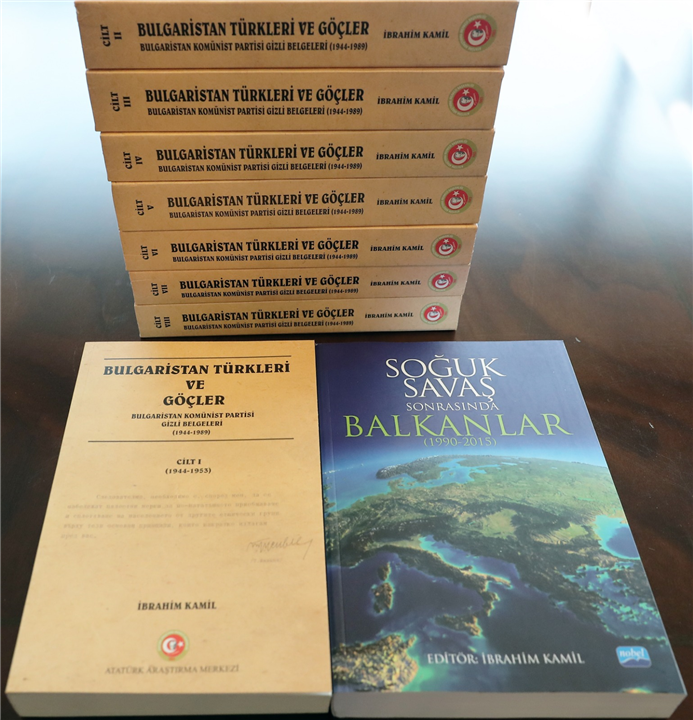 CİLT II
BULGARİSTAN TÜRKLERİ VE GÖÇLER
BULGARİSTAN KOMÜNİST PARTİSİ GİZLİ BELGELERİ (1944-1989)
İBRAHİM KAMİL
CİLT III
BULGARİSTAN TÜRKLERİ VE GÖÇLER
BULGARİSTAN KOMÜNİST PARTİSİ GİZLİ BELGELERİ (1944-1989)
İBRAHİM KAMİL
CİLT IV
BULGARİSTAN TÜRKLERİ VE GÖÇLER
BULGARİSTAN KOMÜNİST PARTİSİ GİZLİ BELGELERİ (1944-1989)
İBRAHİM KAMİL
CİLT V
BULGARİSTAN TÜRKLERİ VE GÖÇLER
BULGARİSTAN KOMÜNİST PARTİSİ GİZLİ BELGELERİ (1944-1989)
İBRAHİM KAMİL
CİLT VI
BULGARİSTAN TÜRKLERİ VE GÖÇLER
BULGARİSTAN KOMÜNİST PARTİSİ GİZLİ BELGELERİ (1944-1989)
İBRAHİM KAMİL
CİLT VII
BULGARİSTAN TÜRKLERİ VE GÖÇLER
BULGARİSTAN KOMÜNİST PARTİSİ GİZLİ BELGELERİ (1944-1989)
İBRAHİM KAMİL
CİLT VIII
BULGARİSTAN TÜRKLERİ VE GÖÇLER
BULGARİSTAN KOMÜNİST PARTİSİ GİZLİ BELGELERİ (1944-1989)
İBRAHİM KAMİL
BULGARİSTAN TÜRKLERİ
VE
GÖÇLER
BULGARİSTAN KOMÜNİST PARTİSİ
GİZLİ BELGELERİ
(1944-1989)
CİLT I
(1944-1953)
İBRAHİM KAMİL
ATATÜRK ARAŞTIRMA MERKEZİ
SOĞUK
SAVAŞ
SONRASINDA
BALKANLAR
(1990-2015)
EDİTÖR: İBRAHİM KAMİL
nobel